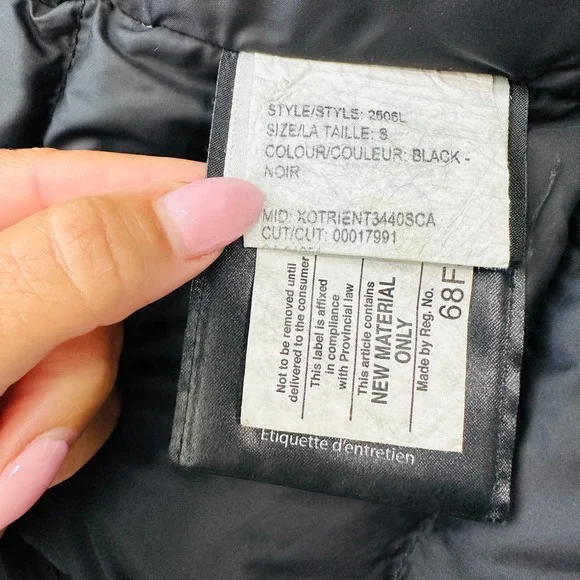 STYLE/STYLE: 2506L
SIZE/LA TAILLE: S
COLOUR/COULEUR: BLACK -
NOIR
MID: XOTRIENT3440SCA
CUT/CUT: 00017991
Not to be removed until
delivered to the consumer
This label is affixed
in compliance
with Provincial law
This article contains
NEW MATERIAL
ONLY
Made by Reg. No.
68F
Étiquette d'entretien